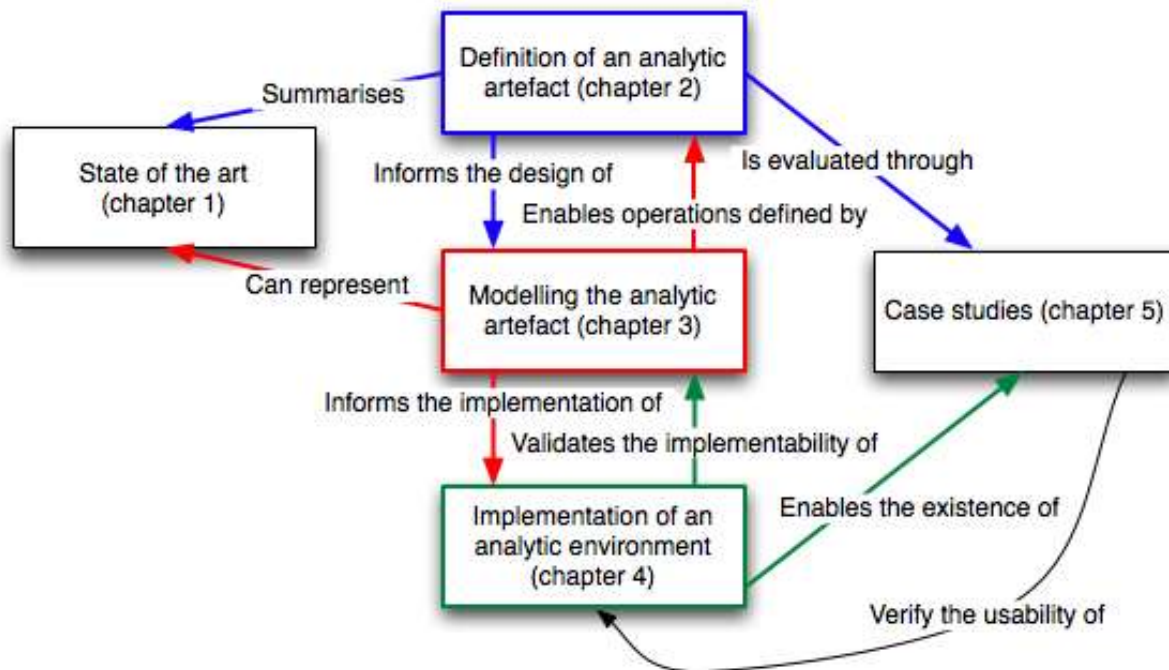 Definition of an analytic
artefact (chapter 2)
Summarises
State of the art
(chapter 1)
Informs the design of
Is evaluated through
Enables operations defined by
Can represent
Modelling the analytic
artefact (chapter 3)
Case studies (chapter 5)
Informs the implementation of
Validates the implementability of
Implementation of an
analytic environment
(chapter 4)
Enables the existence of
Verify the usability of